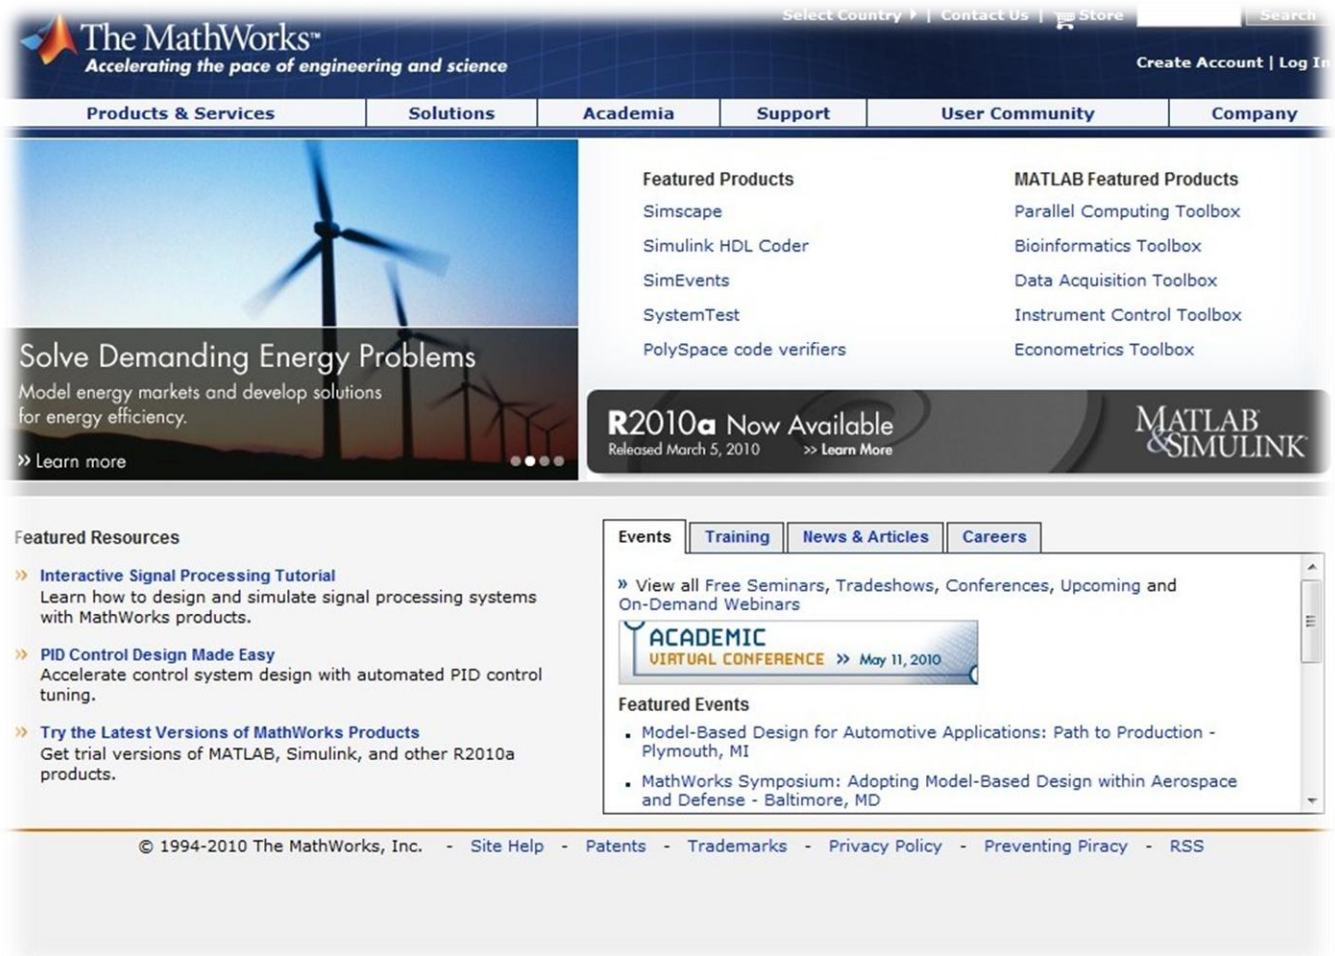 Select Country | Contact Us | Store Search
The MathWorks™
Accelerating the pace of engineering and science
Create Account | Log In
Products & Services
Solutions
Academia
Support
User Community
Company
Solve Demanding Energy Problems
Model energy markets and develop solutions
for energy efficiency.
» Learn more
Featured Products
Simscape
Simulink HDL Coder
SimEvents
SystemTest
PolySpace code verifiers
MATLAB Featured Products
Parallel Computing Toolbox
Bioinformatics Toolbox
Data Acquisition Toolbox
Instrument Control Toolbox
Econometrics Toolbox
R2010a Now Available
Released March 5, 2010 » Learn More
MATLAB
&SIMULINK
Featured Resources
» Interactive Signal Processing Tutorial
Learn how to design and simulate signal processing systems
with MathWorks products.
» PID Control Design Made Easy
Accelerate control system design with automated PID control
tuning.
» Try the Latest Versions of MathWorks Products
Get trial versions of MATLAB, Simulink, and other R2010a
products.
Events
Training
News & Articles
Careers
» View all Free Seminars, Tradeshows, Conferences, Upcoming and
On-Demand Webinars
ACADEMIC
VIRTUAL CONFERENCE » May 11, 2010
Featured Events
Model-Based Design for Automotive Applications: Path to Production -
Plymouth, MI
MathWorks Symposium: Adopting Model-Based Design within Aerospace
and Defense - Baltimore, MD
© 1994-2010 The MathWorks, Inc. - Site Help - Patents - Trademarks - Privacy Policy - Preventing Piracy - RSS